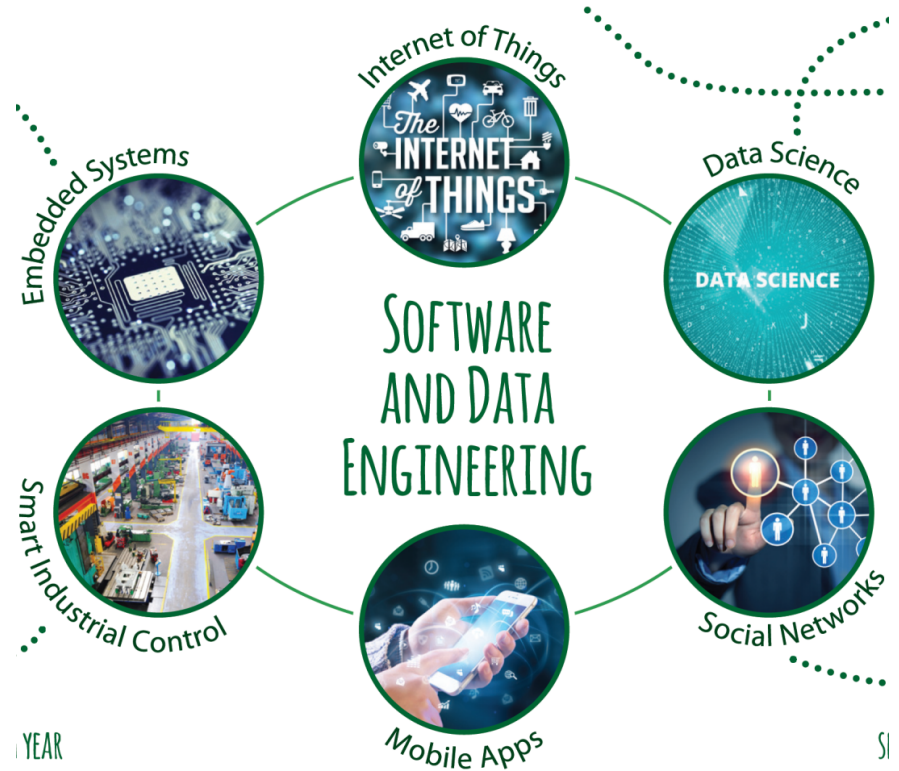 Internet of Things
The
INTERNET
of THINGS
Embedded Systems
Data Science
DATA SCIENCE
SOFTWARE
AND DATA
ENGINEERING
Smart Industrial Control
Social Networks
Mobile Apps
YEAR